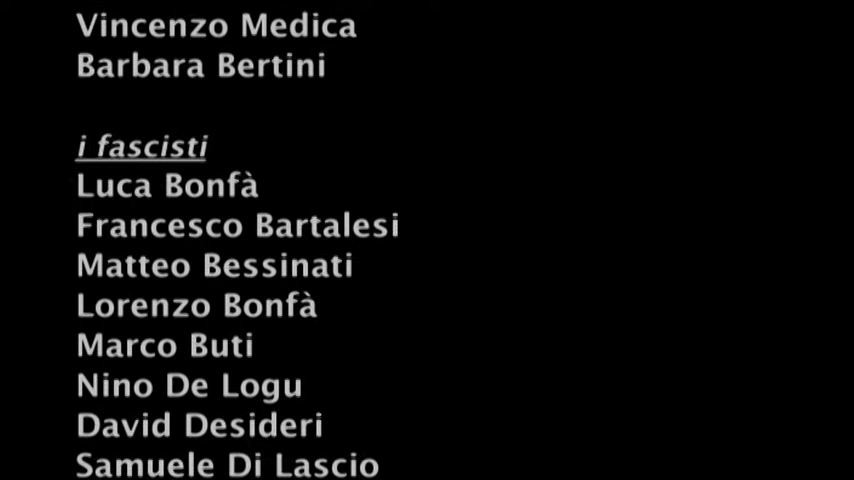 Vincenzo Medica
Barbara Bertini
i fascisti
Luca Bonfà
Francesco Bartalesi
Matteo Bessinati
Lorenzo Bonfà
Marco Buti
Nino De Logu
David Desideri
Samuele Di Lascio